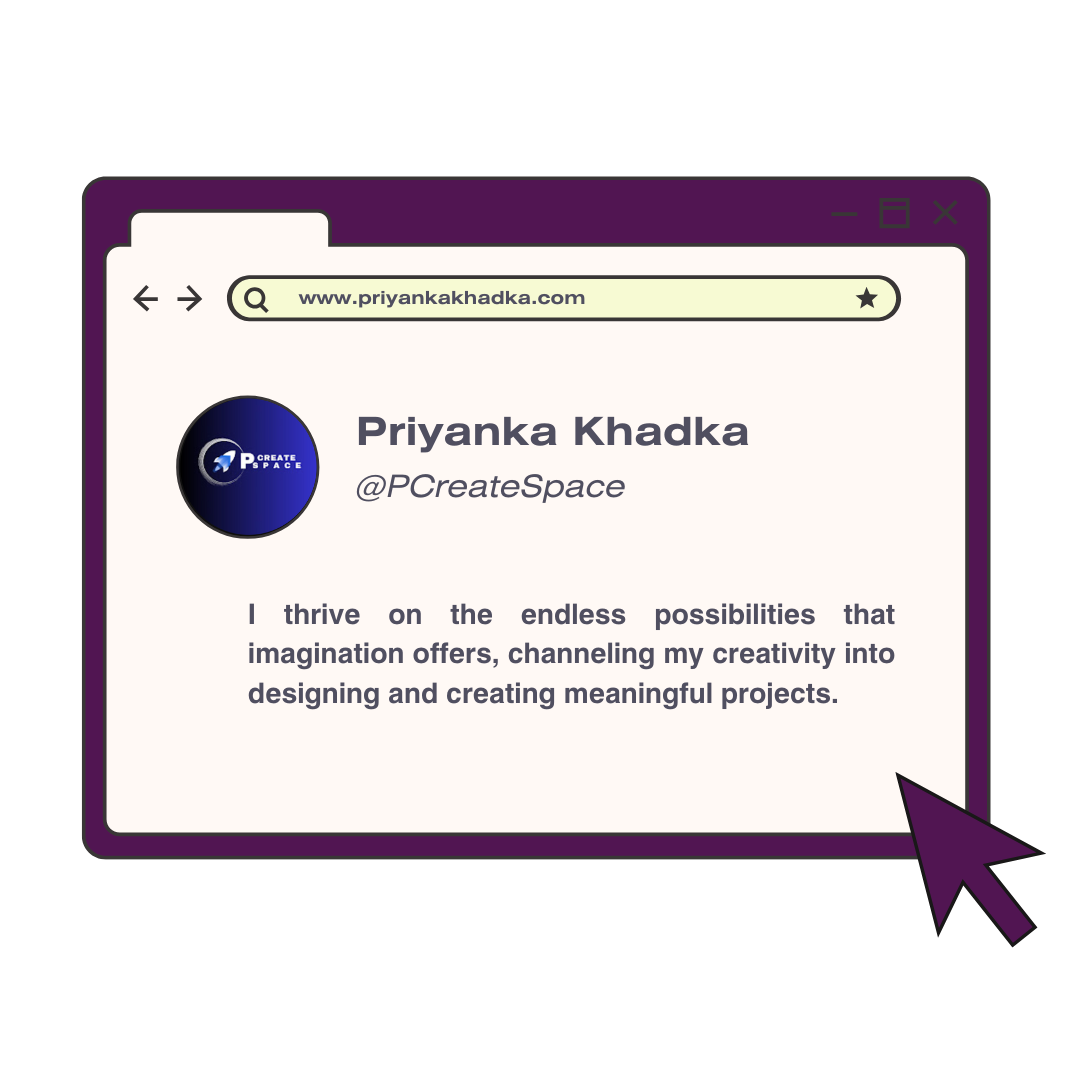 www.priyankakhadka.com
Priyanka Khadka
@PCreateSpace
P CREATE
SPACE
I thrive on the endless possibilities that
imagination offers, channeling my creativity into
designing and creating meaningful projects.